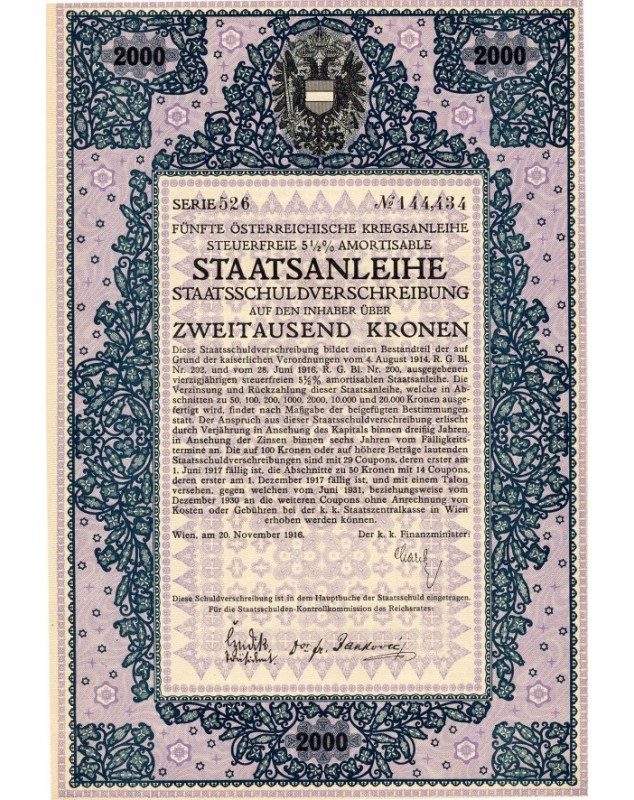 2000 2000
SERIE 526 № 144,434
FÜNFTE ÖSTERREICHISCHE KRIEGSANLEIHE
STEUERFREIE 5½% AMORTISABLE
STAATSANLEIHE
STAATSSCHULDVERSCHREIBUNG
AUF DEN INHABER ÜBER
ZWEITAUSEND KRONEN
Diese Staatsschuldverschreibung bildet einen Bestandteil der auf
Grund der kaiserlichen Verordnungen vom 4. August 1914, R. G. Bl.
Nr. 202, und vom 28. Juni 1916, R. G. Bl. Nr. 200, ausgegebenen
vierzigjährigen steuerfreien 5½% amortisablen Staatsanleihe. Die
Verzinsung und Rückzahlung dieser Staatsanleihe, welche in Ab-
schnitten zu 50, 100, 200, 1000, 2000, 10.000 und 20.000 Kronen ausge-
fertigt wird, findet nach Maßgabe der beigefügten Bestimmungen
statt. Der Anspruch aus dieser Staatsschuldverschreibung erlischt
durch Verjährung in Ansehung des Kapitals binnen dreißig Jahren,
in Ansehung der Zinsen binnen sechs Jahren vom Fälligkeits-
termine an. Die auf 100 Kronen oder auf höhere Beträge lautenden
Staatsschuldverschreibungen sind mit 29 Coupons, deren erster am
1. Juni 1917 fällig ist, die Abschnitte zu 50 Kronen mit 14 Coupons,
deren erster am 1. Dezember 1917 fällig ist, und mit einem Talon
versehen, gegen welchen vom Juni 1931, beziehungsweise vom
Dezember 1930 an die weiteren Coupons ohne Anrechnung von
Kosten oder Gebühren bei der k. k. Staatszentralkasse in Wien
erhoben werden können.
Wien, am 20. November 1916. Der k. k. Finanzminister:
Diese Schuldverschreibung ist in dem Hauptbuche der Staatsschuld eingetragen.
Für die Staatsschulden-Kontrollkommission des Reichsrates:
2000